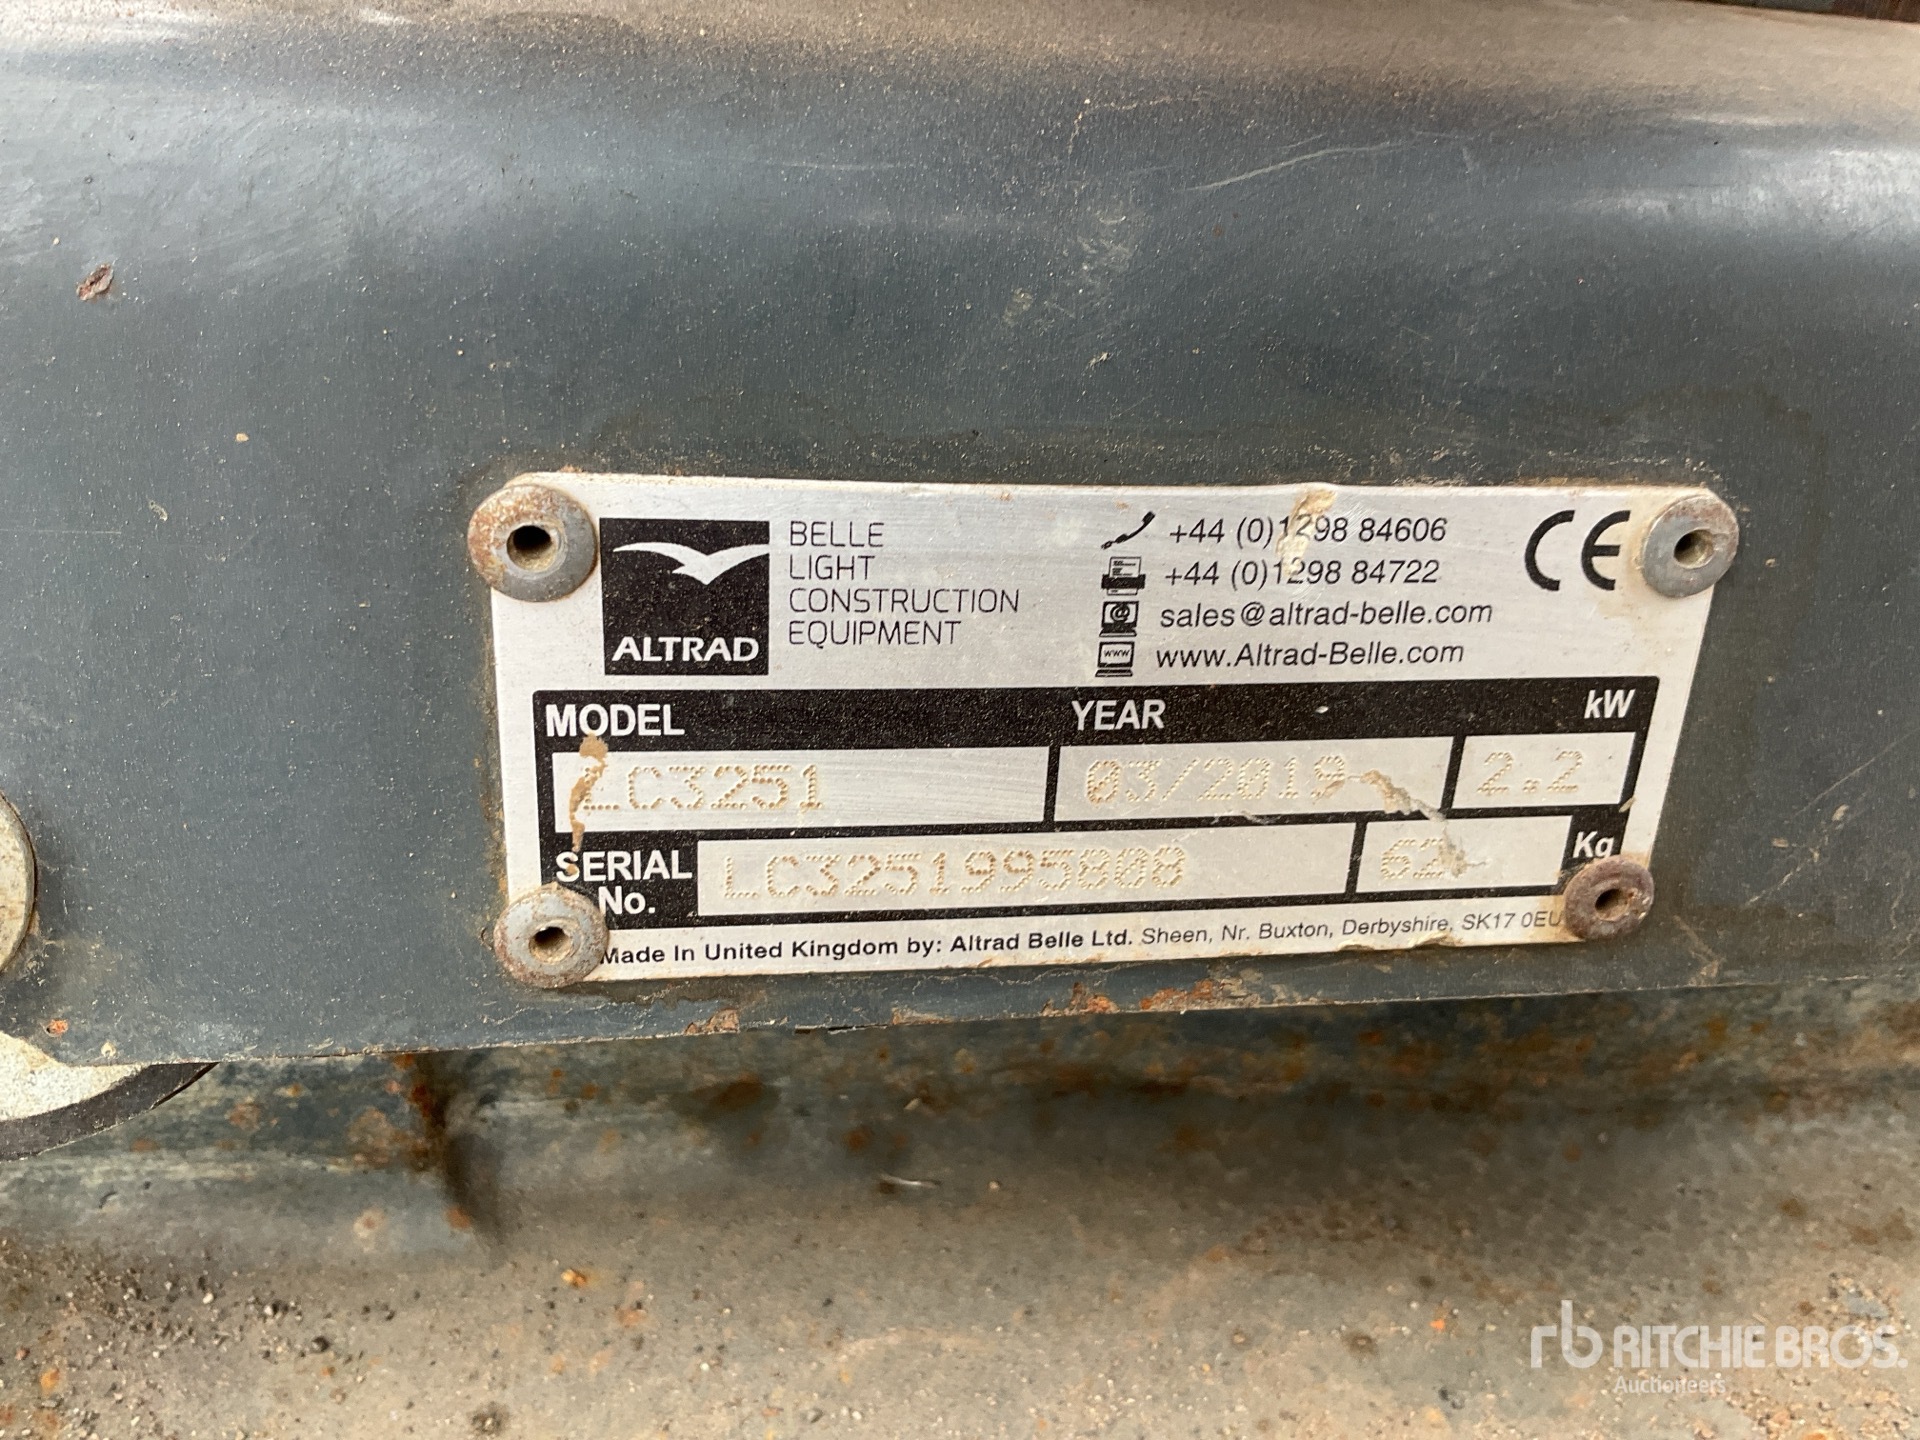 ALTRAD
BELLE
LIGHT
CONSTRUCTION
EQUIPMENT
+44 (0)1298 84606
+44 (0)1298 84722
sales@altrad-belle.com
www.Altrad-Belle.com
CE
MODEL YEAR kW
LC3251 03/2019 2.2
SERIAL No. LC3251995808 62 Kg
Made In United Kingdom by: Altrad Belle Ltd. Sheen, Nr. Buxton, Derbyshire, SK17 0EU
rb RITCHIE BROS.
Auctioneers